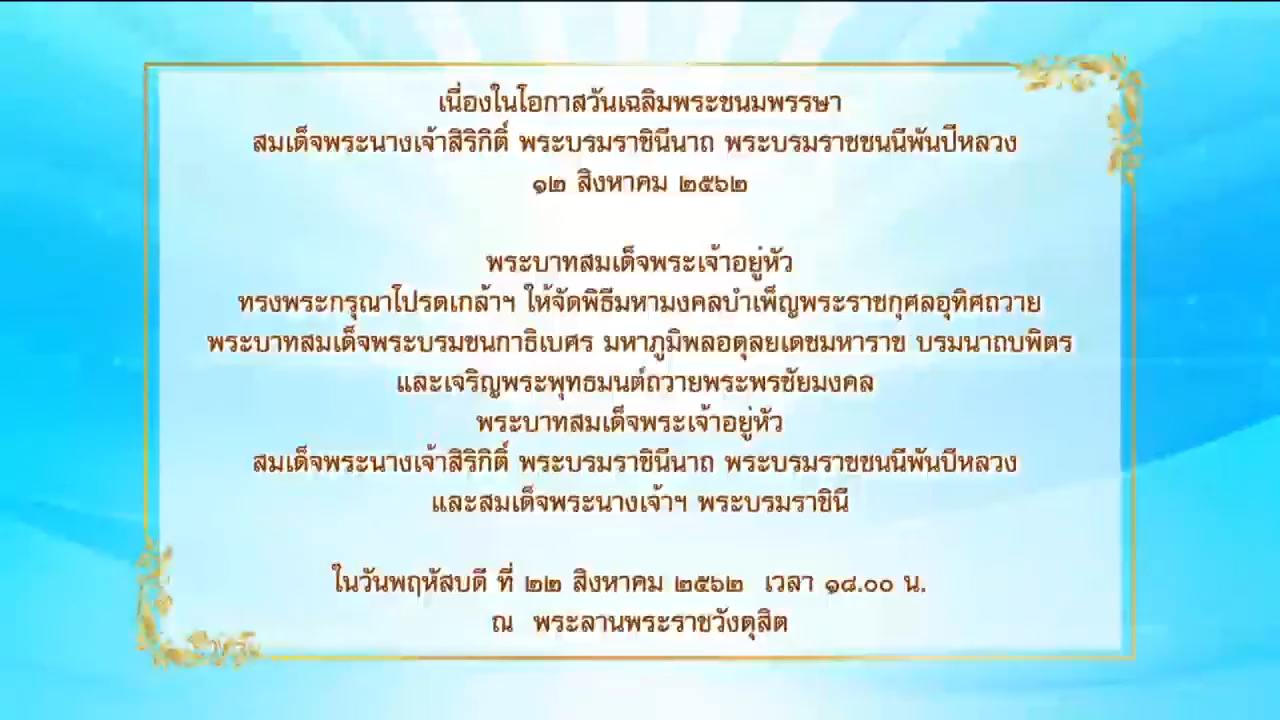 เนื่องในโอกาสวันเฉลิมพระชนมพรรษา
สมเด็จพระนางเจ้าสิริกิติ์ พระบรมราชินีนาถ พระบรมราชชนนีพันปีหลวง
๑๒ สิงหาคม ๒๕๖๒
พระบาทสมเด็จพระเจ้าอยู่หัว
ทรงพระกรุณาโปรดเกล้าฯ ให้จัดพิธีมหามงคลบำเพ็ญพระราชกุศลอุทิศถวาย
พระบาทสมเด็จพระบรมชนกาธิเบศร มหาภูมิพลอดุลยเดชมหาราช บรมนาถบพิตร
และเจริญพระพุทธมนต์ถวายพระพรชัยมงคล
พระบาทสมเด็จพระเจ้าอยู่หัว
สมเด็จพระนางเจ้าสิริกิติ์ พระบรมราชินีนาถ พระบรมราชชนนีพันปีหลวง
และสมเด็จพระนางเจ้าฯ พระบรมราชินี
ในวันพฤหัสบดี ที่ ๒๒ สิงหาคม ๒๕๖๒ เวลา ๑๘.๐๐ น.
ณ พระลานพระราชวังดุสิต